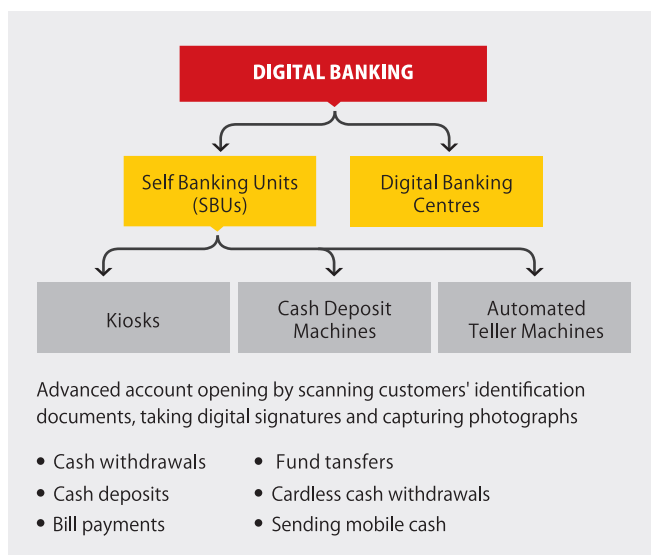 DIGITAL BANKING
Self Banking Units
(SBUs)
Digital Banking
Centres
Kiosks
Cash Deposit
Machines
Automated
Teller Machines
Advanced account opening by scanning customers' identification
documents, taking digital signatures and capturing photographs
• Cash withdrawals
• Cash deposits
• Bill payments
• Fund tansfers
• Cardless cash withdrawals
• Sending mobile cash